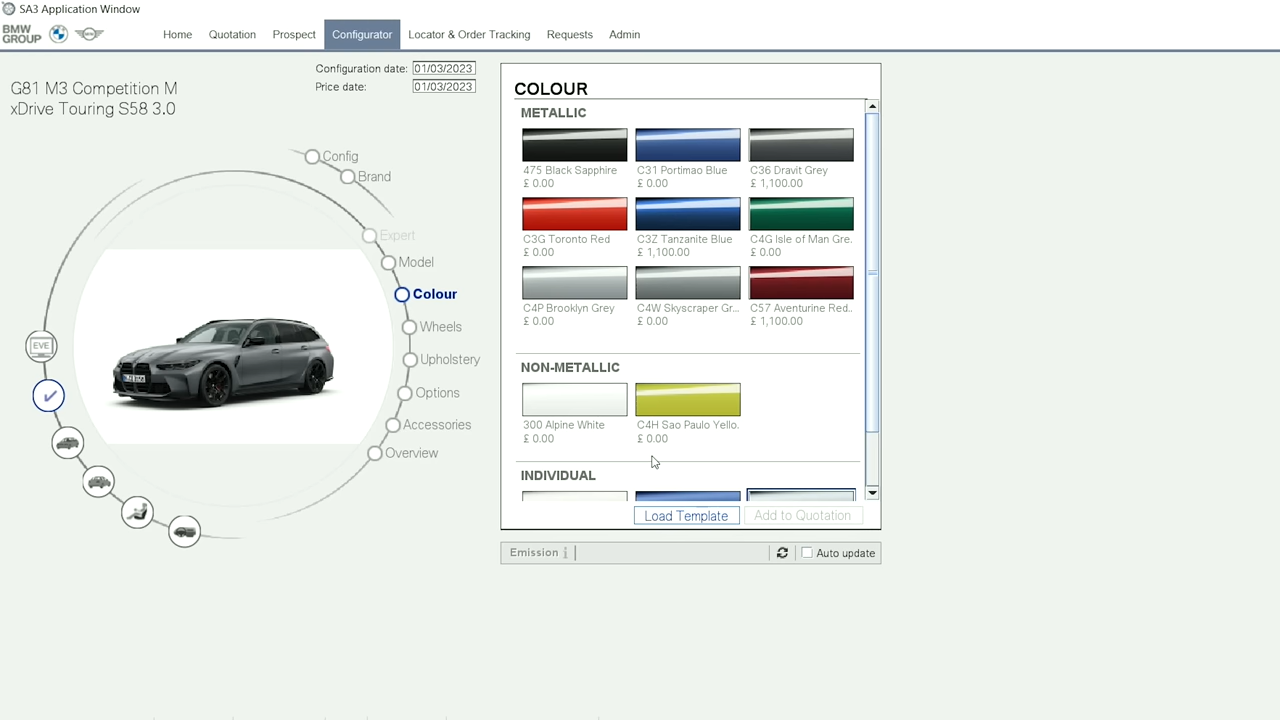 SA3 Application Window
BMW
GROUP
Home Quotation Prospect Configurator Locator & Order Tracking Requests Admin
G81 M3 Competition M
xDrive Touring S58 3.0
Configuration date: 01/03/2023
Price date: 01/03/2023
Config
Brand
Expert
Model
Colour
Wheels
Upholstery
Options
Accessories
Overview
EVE
COLOUR
METALLIC
475 Black Sapphire
£ 0.00
C31 Portimao Blue
£ 0.00
C36 Dravit Grey
£ 1,100.00
C3G Toronto Red
£ 0.00
C3Z Tanzanite Blue
£ 1,100.00
C4G Isle of Man Gre.
£ 0.00
C4P Brooklyn Grey
£ 0.00
C4W Skyscraper Gr...
£ 0.00
C57 Aventurine Red..
£ 1,100.00
NON-METALLIC
300 Alpine White
£ 0.00
C4H Sao Paulo Yello.
£ 0.00
INDIVIDUAL
Load Template Add to Quotation
Emission i Auto update